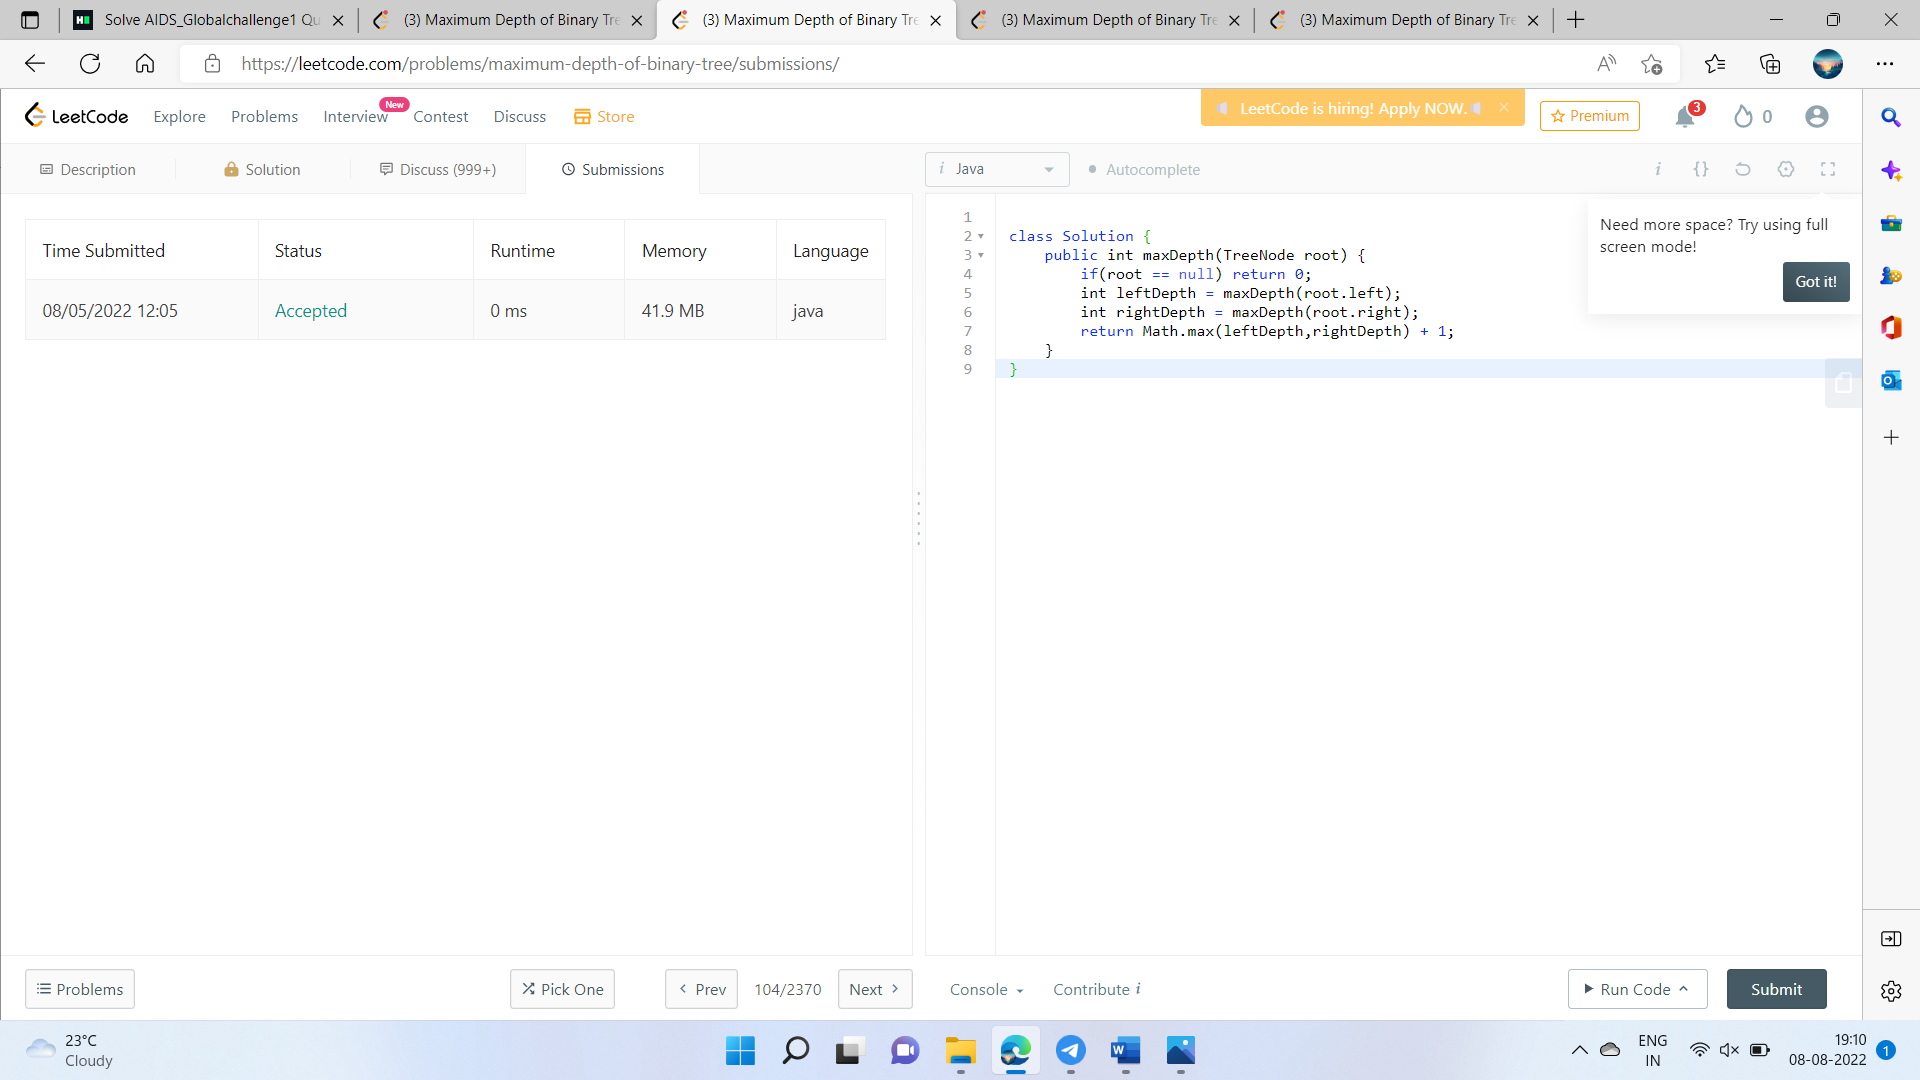 Solve AIDS_Globalchallenge1 Qu
(3) Maximum Depth of Binary Tre
(3) Maximum Depth of Binary Tre
(3) Maximum Depth of Binary Tre
(3) Maximum Depth of Binary Tre
https://leetcode.com/problems/maximum-depth-of-binary-tree/submissions/
LeetCode
Explore
Problems
Interview
New
Contest
Discuss
Store
LeetCode is hiring! Apply NOW.
Premium
3
0
Description
Solution
Discuss (999+)
Submissions
i Java
Autocomplete
i {}
Time Submitted Status Runtime Memory Language
08/05/2022 12:05 Accepted 0 ms 41.9 MB java
1
2 class Solution {
3 public int maxDepth(TreeNode root) {
4 if(root == null) return 0;
5 int leftDepth = maxDepth(root.left);
6 int rightDepth = maxDepth(root.right);
7 return Math.max(leftDepth,rightDepth) + 1;
8 }
9 }
Need more space? Try using full
screen mode!
Got it!
Problems
Pick One
Prev
104/2370
Next
Console
Contribute i
Run Code
Submit
23°C
Cloudy
ENG
IN
19:10
08-08-2022
1